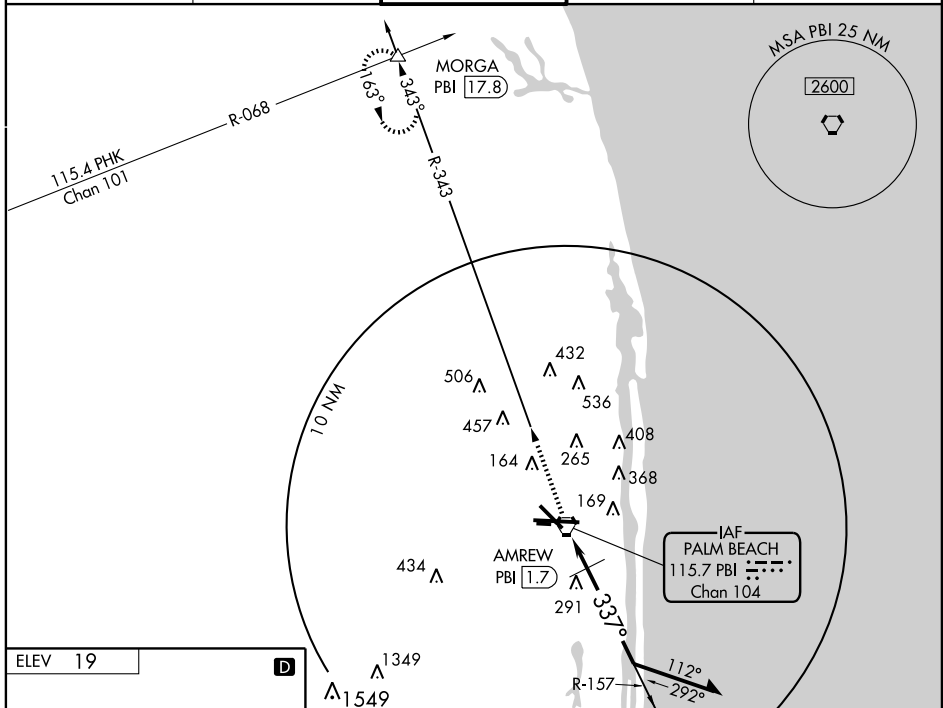 MSA PBI 25 NM
2600
MORGA
PBI 17.8
163°
343°
R-068
115.4 PHK
Chan 101
R-343
10 NM
432
506
536
457
408
265
164
368
169
IAF
PALM BEACH
115.7 PBI
Chan 104
AMREW
PBI 1.7
434
291
337°
ELEV 19
D
1349
1549
R-157
112°
292°